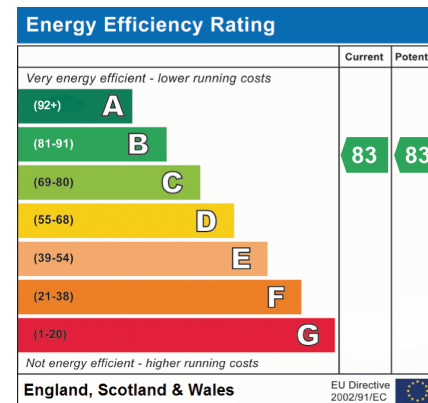 Energy Efficiency Rating
Current Potent
Very energy efficient - lower running costs
(92+) A
(81-91) B
83 83
(69-80) C
(55-68) D
(39-54) E
(21-38) F
(1-20) G
Not energy efficient - higher running costs
England, Scotland & Wales
EU Directive
2002/91/EC